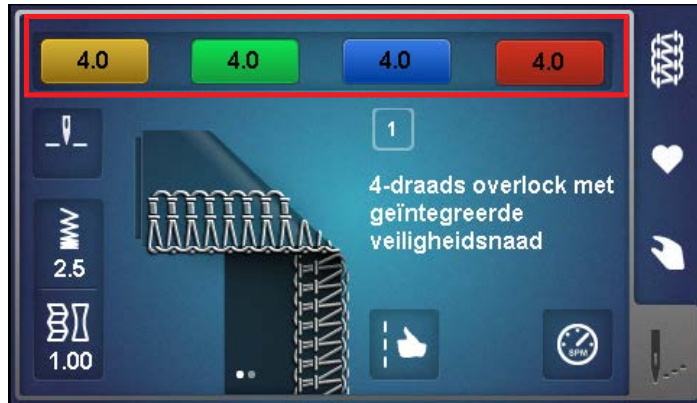 4.0 4.0 4.0 4.0
1
4-draads overlock met
geïntegreerde
veiligheidsnaad
2.5
1.00
SPM